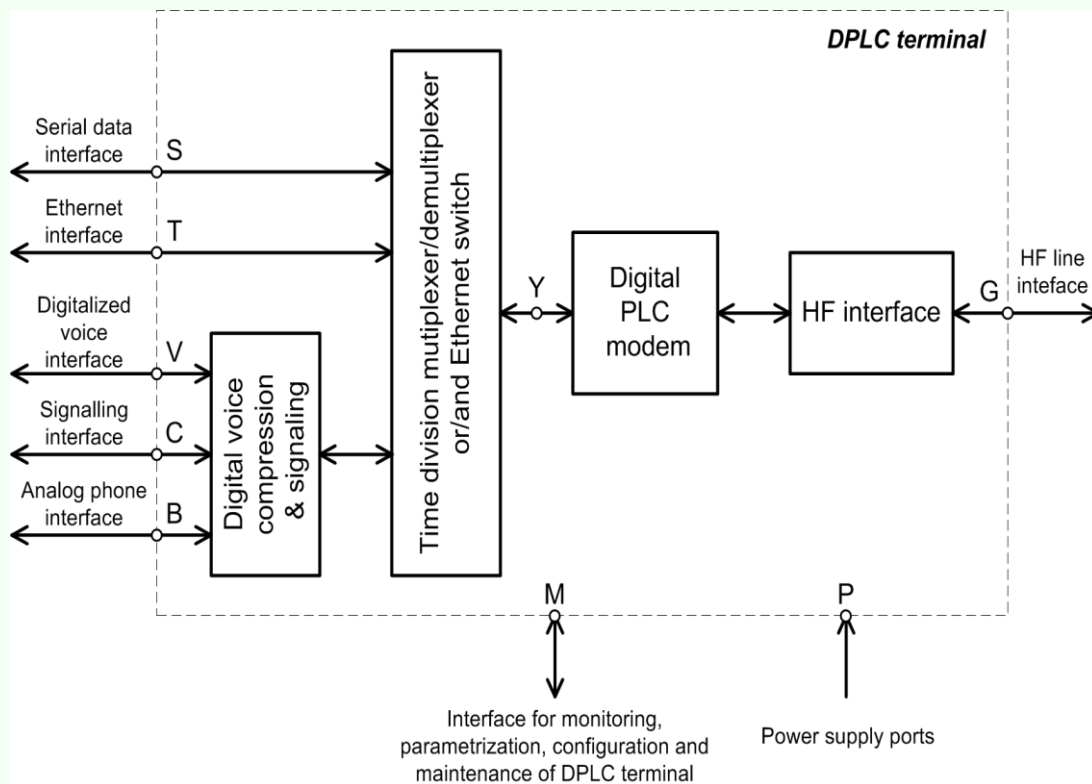 DPLC terminal
Serial data
interface
S
Ethernet
interface
T
Digitalized
voice
interface
V
Signalling
interface
C
Analog phone
interface
B
Digital voice
compression
& signaling
Time division mutiplexer/demultiplexer
or/and Ethernet switch
Y
Digital
PLC
modem
HF interface
G
HF line
inteface
M
P
Interface for monitoring,
parametrization, configuration and
maintenance of DPLC terminal
Power supply ports